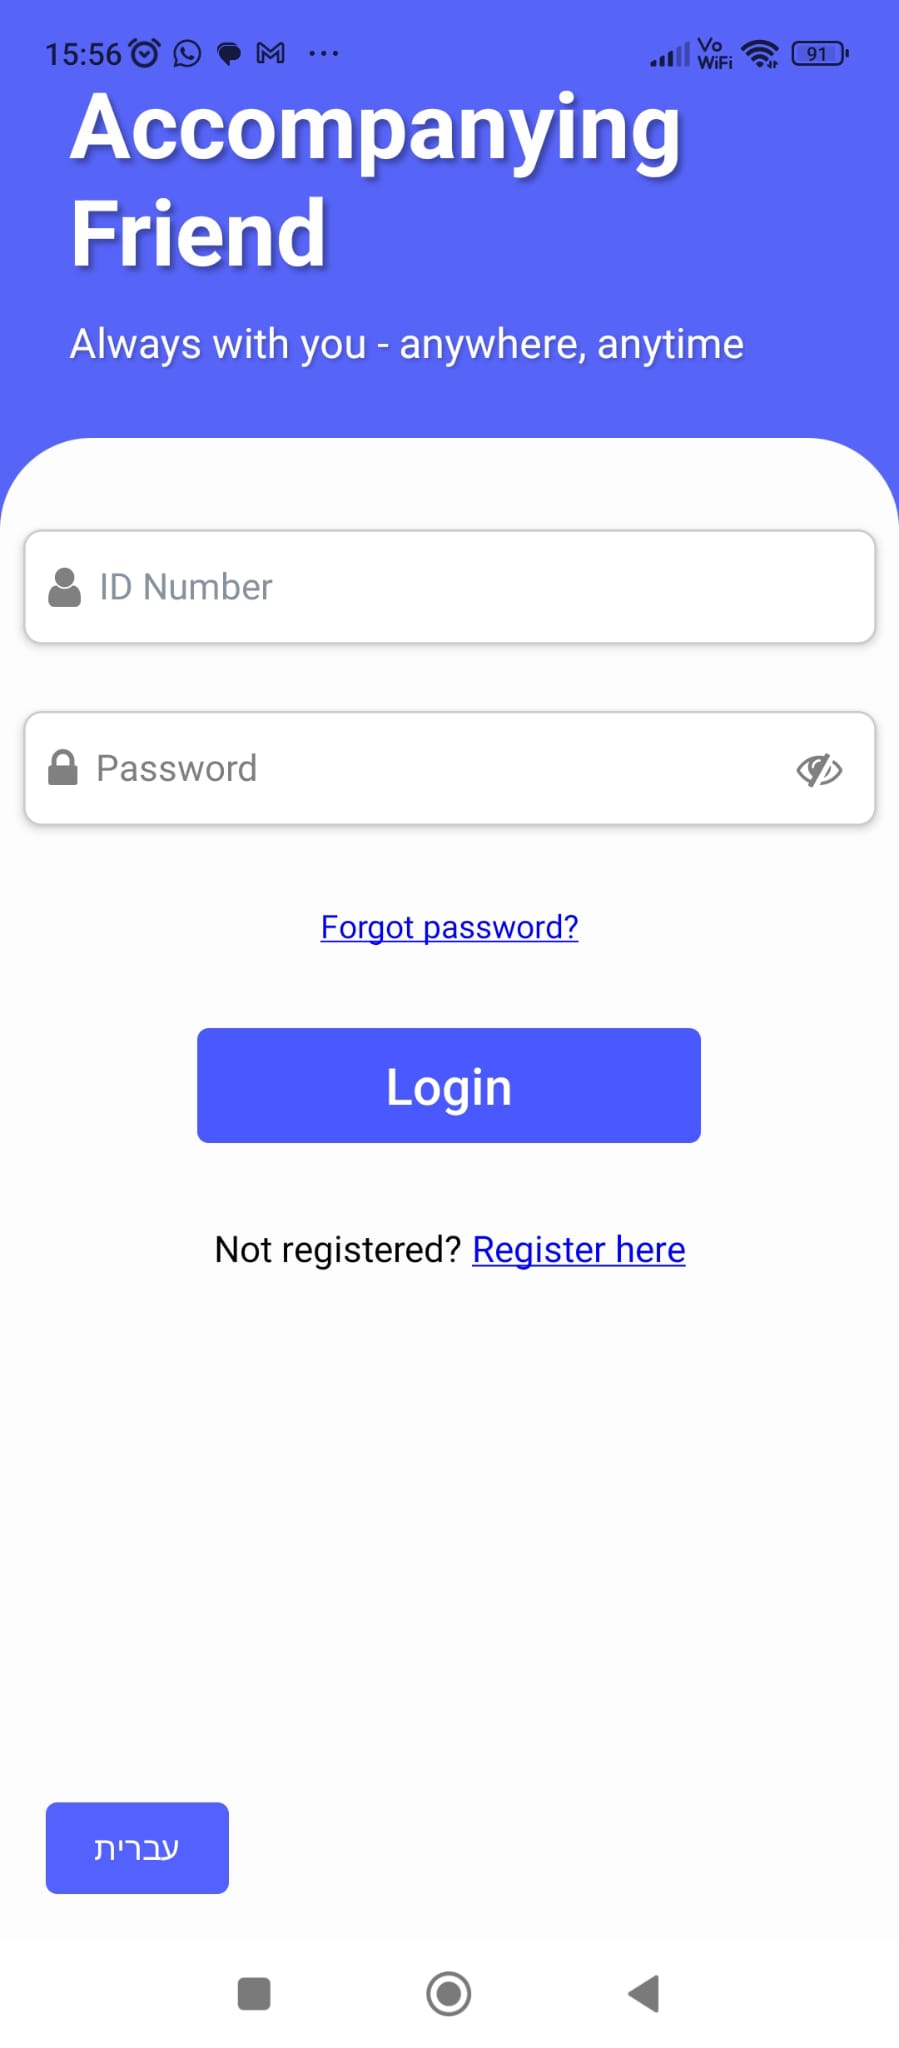 15:56 ... Vo WiFi 91
Accompanying
Friend
Always with you - anywhere, anytime
ID Number
Password
Forgot password?
Login
Not registered? Register here
עברית